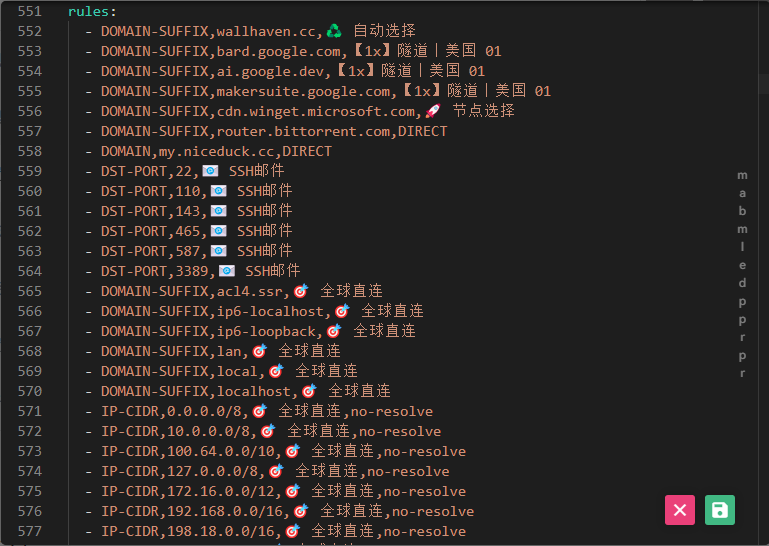 551 rules:
552 - DOMAIN-SUFFIX,wallhaven.cc,♻️ 自动选择
553 - DOMAIN-SUFFIX,bard.google.com,【1x】隧道｜美国 01
554 - DOMAIN-SUFFIX,ai.google.dev,【1x】隧道｜美国 01
555 - DOMAIN-SUFFIX,makersuite.google.com,【1x】隧道｜美国 01
556 - DOMAIN-SUFFIX,cdn.winget.microsoft.com,🚀 节点选择
557 - DOMAIN-SUFFIX,router.bittorrent.com,DIRECT
558 - DOMAIN,my.niceduck.cc,DIRECT
559 - DST-PORT,22,📧 SSH邮件
560 - DST-PORT,110,📧 SSH邮件
561 - DST-PORT,143,📧 SSH邮件
562 - DST-PORT,465,📧 SSH邮件
563 - DST-PORT,587,📧 SSH邮件
564 - DST-PORT,3389,📧 SSH邮件
565 - DOMAIN-SUFFIX,acl4.ssr,🎯 全球直连
566 - DOMAIN-SUFFIX,ip6-localhost,🎯 全球直连
567 - DOMAIN-SUFFIX,ip6-loopback,🎯 全球直连
568 - DOMAIN-SUFFIX,lan,🎯 全球直连
569 - DOMAIN-SUFFIX,local,🎯 全球直连
570 - DOMAIN-SUFFIX,localhost,🎯 全球直连
571 - IP-CIDR,0.0.0.0/8,🎯 全球直连,no-resolve
572 - IP-CIDR,10.0.0.0/8,🎯 全球直连,no-resolve
573 - IP-CIDR,100.64.0.0/10,🎯 全球直连,no-resolve
574 - IP-CIDR,127.0.0.0/8,🎯 全球直连,no-resolve
575 - IP-CIDR,172.16.0.0/12,🎯 全球直连,no-resolve
576 - IP-CIDR,192.168.0.0/16,🎯 全球直连,no-resolve
577 - IP-CIDR,198.18.0.0/16,🎯 全球直连,no-resolve
m
a
b
m
l
e
d
p
p
r
p
r